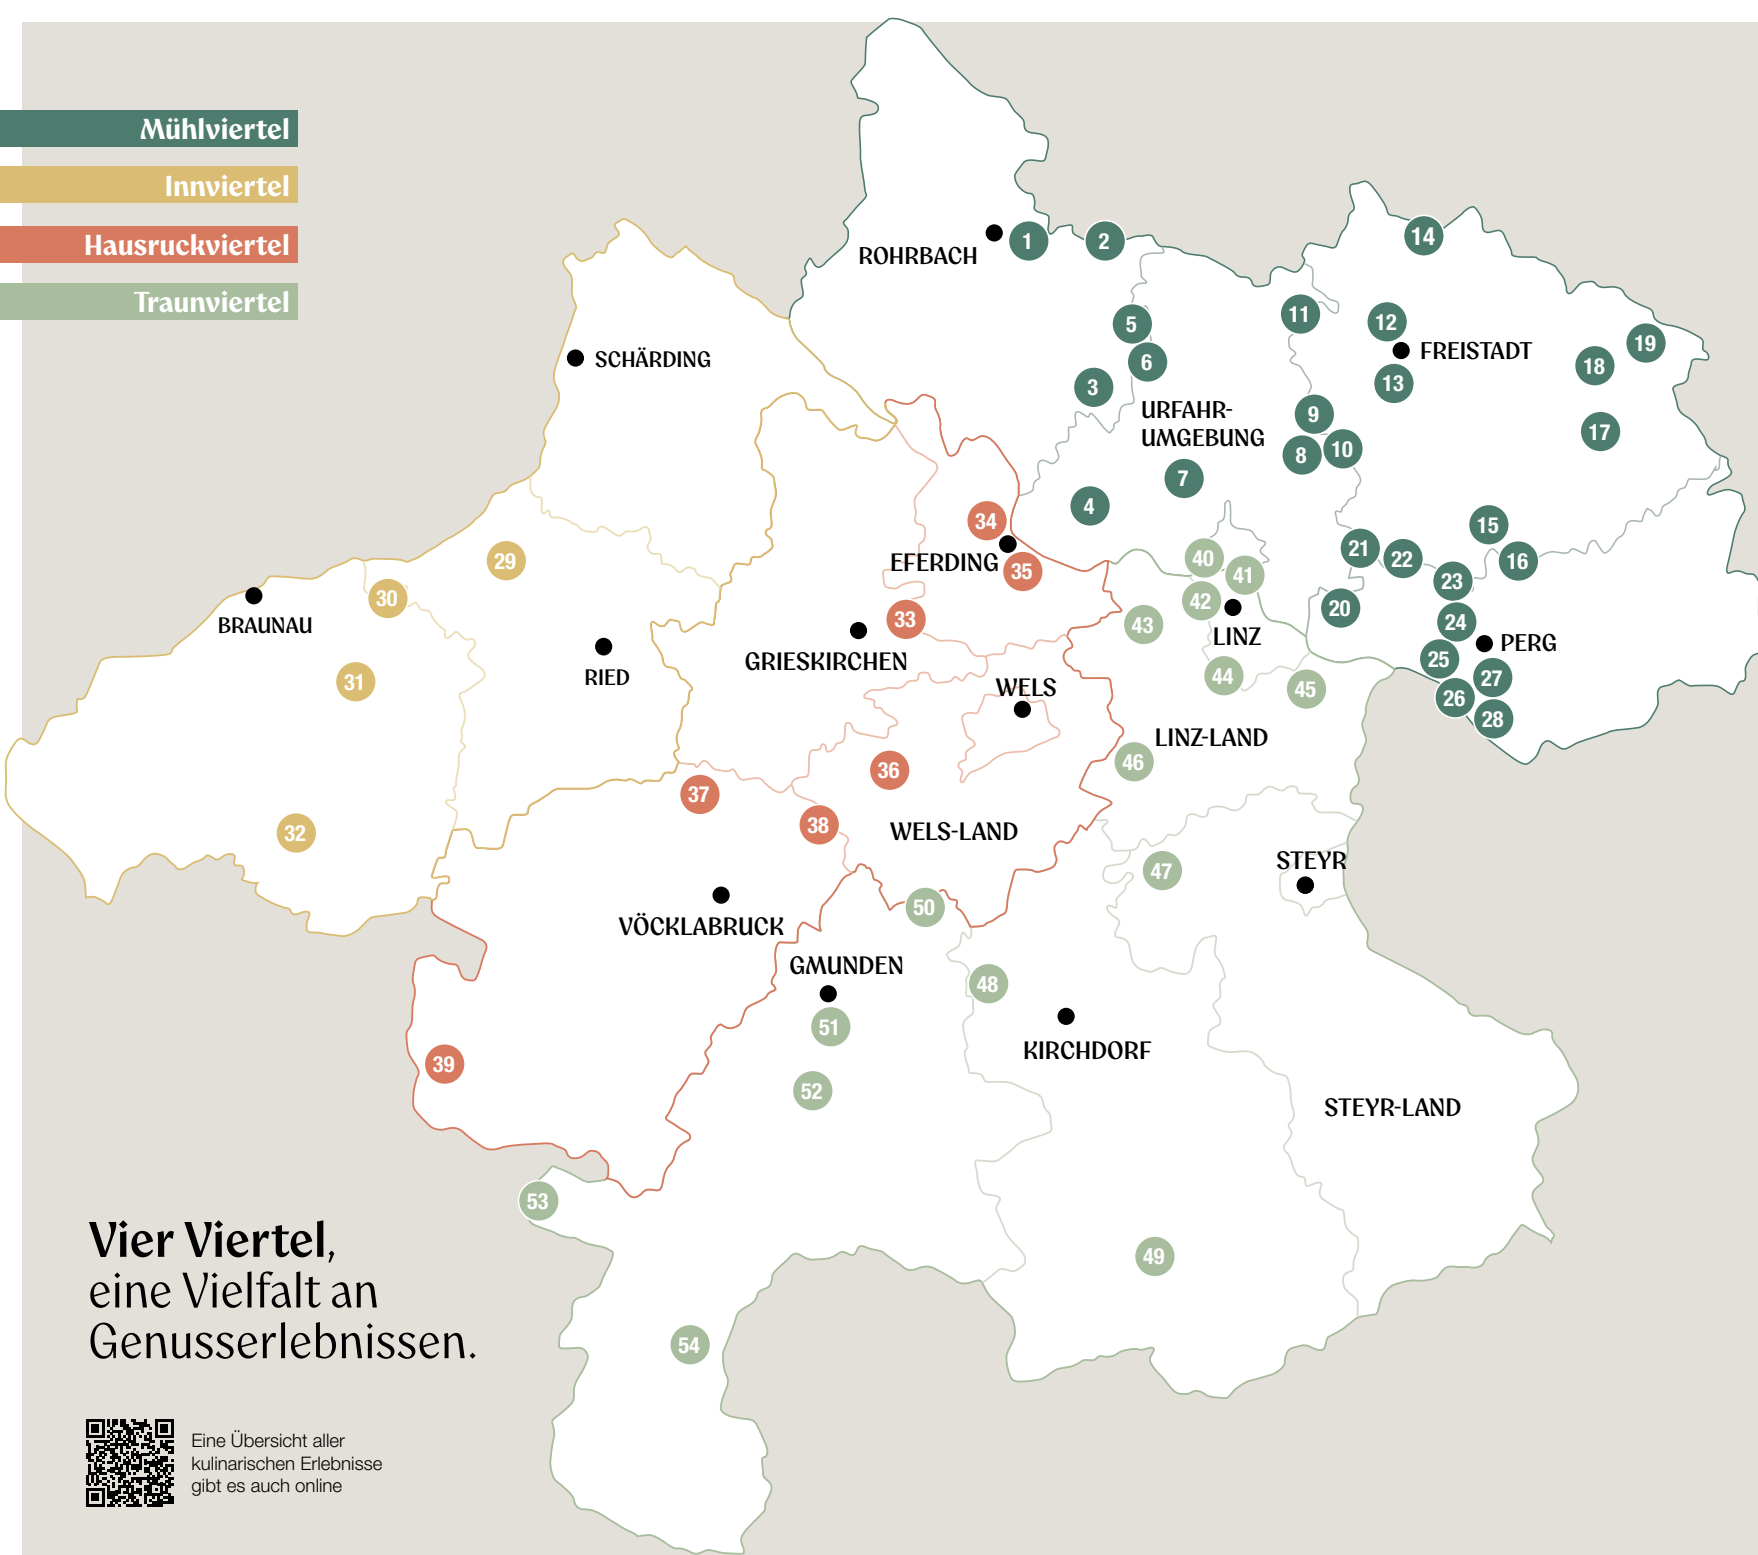 Mühlviertel
Innviertel
Hausruckviertel
Traunviertel
14
ROHRBACH
1
2
11
12
5
19
SCHÄRDING
FREISTADT
6
18
13
3
URFAHR-
UMGEBUNG
9
17
8
10
7
4
34
15
EFERDING
35
29
40
41
21
22
16
23
30
BRAUNAU
42
20
33
43
24
LINZ
PERG
GRIESKIRCHEN
25
RIED
31
WELS
44
45
27
26
28
LINZ-LAND
46
36
37
38
32
WELS-LAND
STEYR
47
50
VÖCKLABRUCK
GMUNDEN
48
51
KIRCHDORF
39
52
STEYR-LAND
53
Vier Viertel,
eine Vielfalt an
Genusserlebnissen.
49
54
Eine Übersicht aller
kulinarischen Erlebnisse
gibt es auch online